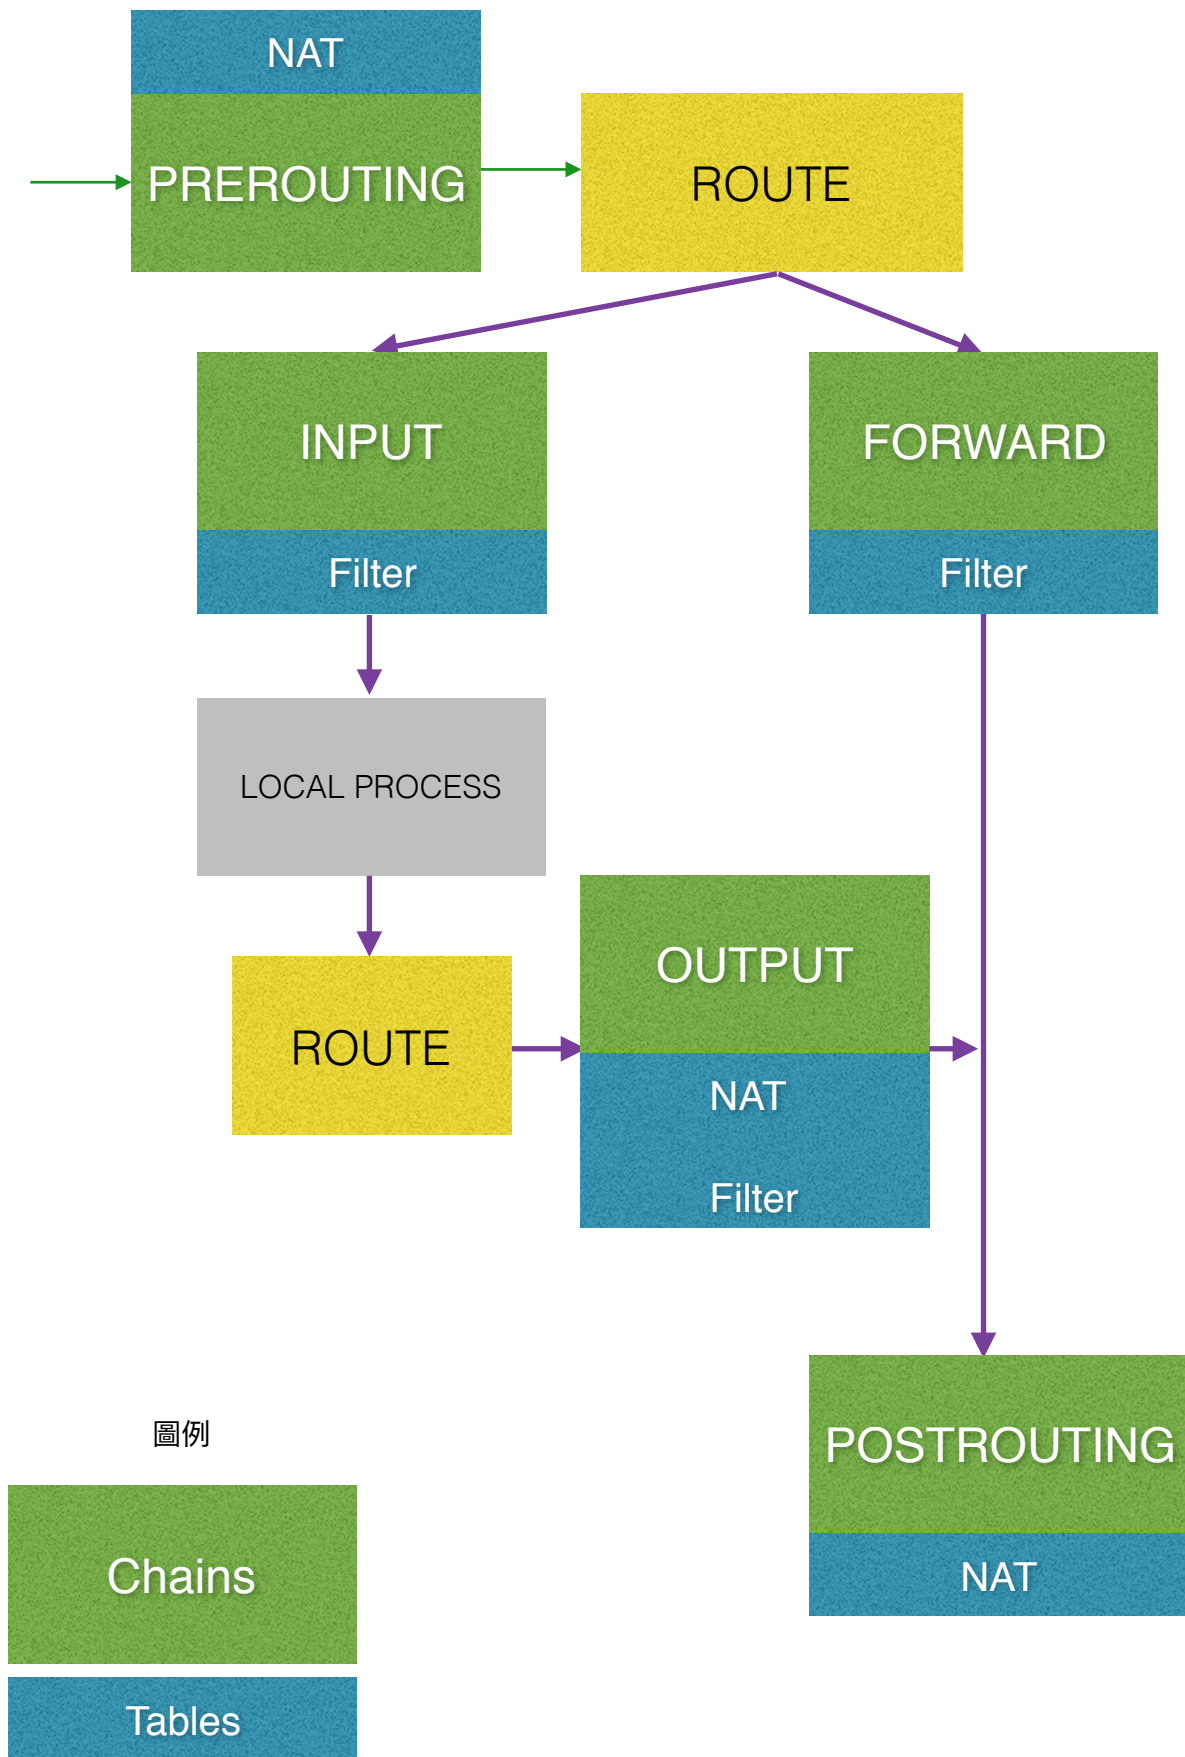 NAT
PREROUTING
ROUTE
INPUT
Filter
FORWARD
Filter
LOCAL PROCESS
ROUTE
OUTPUT
NAT
Filter
POSTROUTING
NAT
圖例
Chains
Tables